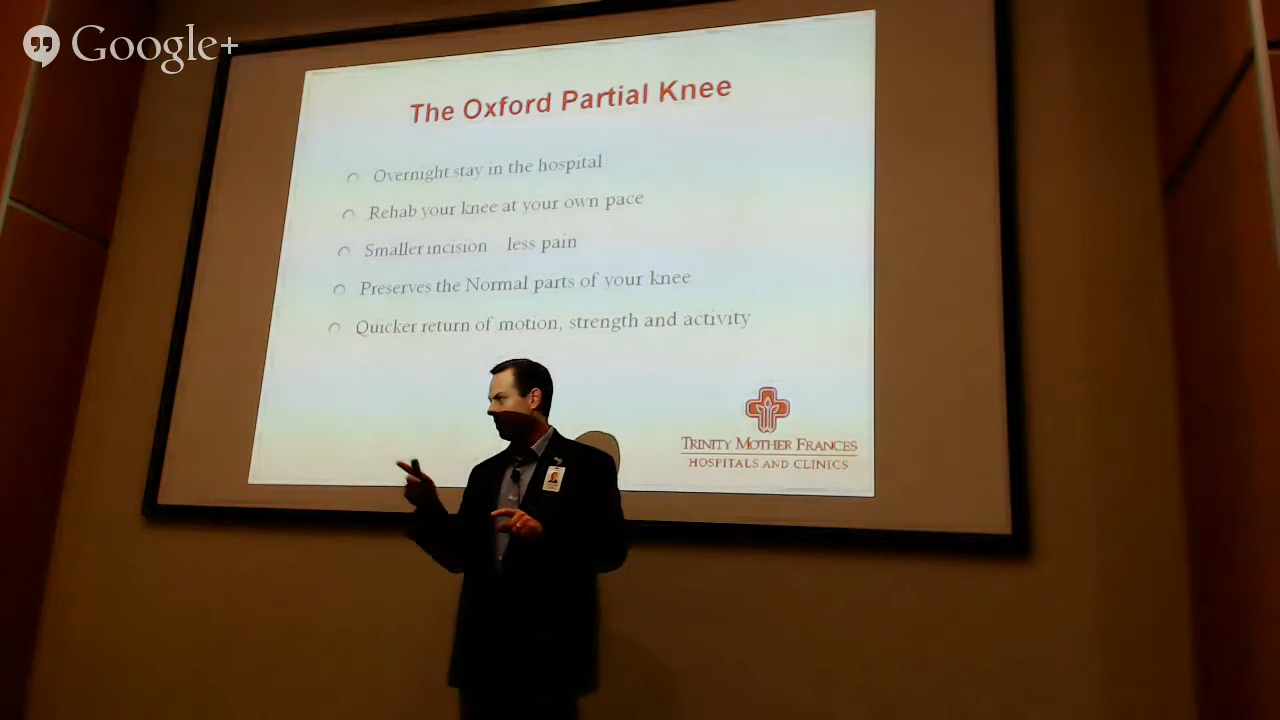 Google+
The Oxford Partial Knee
Overnight stay in the hospital
Rehab your knee at your own pace
Smaller incision less pain
Preserves the Normal parts of your knee
Quicker return of motion, strength and activity
TRINITY MOTHER FRANCES
HOSPITALS AND CLINICS